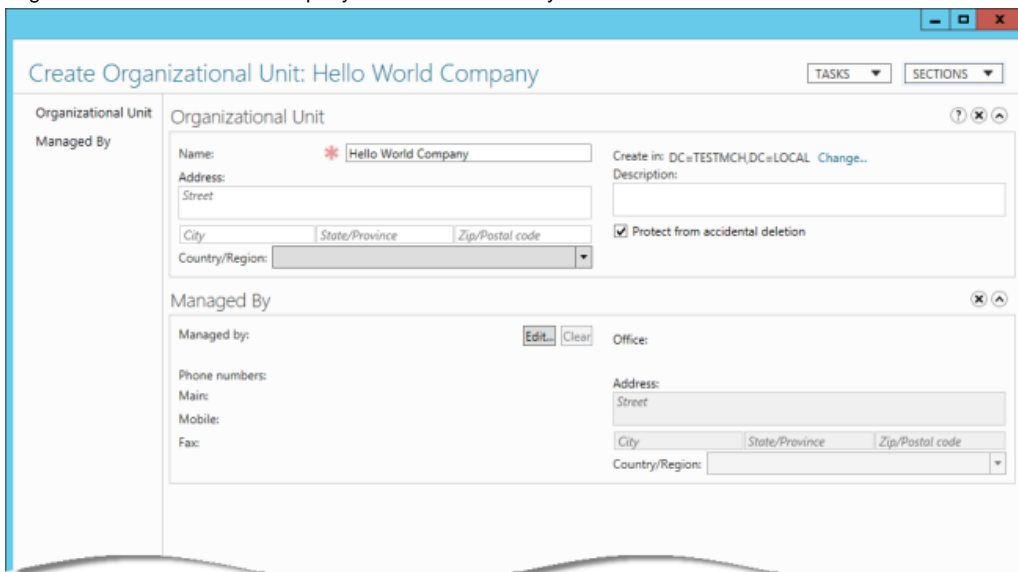 Create Organizational Unit: Hello World Company
TASKS
SECTIONS
Organizational Unit
Managed By
Organizational Unit
Name:
Hello World Company
Address:
Street
City
State/Province
Zip/Postal code
Country/Region:
Create in: DC=TESTMCH,DC=LOCAL Change...
Description:
Protect from accidental deletion
Managed By
Managed by:
Edit...
Clear
Phone numbers:
Main:
Mobile:
Fax:
Office:
Address:
Street
City
State/Province
Zip/Postal code
Country/Region: